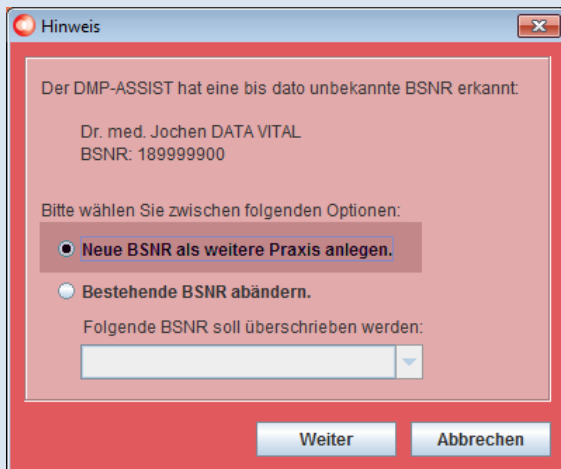 Hinweis
Der DMP-ASSIST hat eine bis dato unbekannte BSNR erkannt:
Dr. med. Jochen DATA VITAL
BSNR: 189999900
Bitte wählen Sie zwischen folgenden Optionen:
Neue BSNR als weitere Praxis anlegen.
Bestehende BSNR abändern.
Folgende BSNR soll überschrieben werden:
Weiter Abbrechen